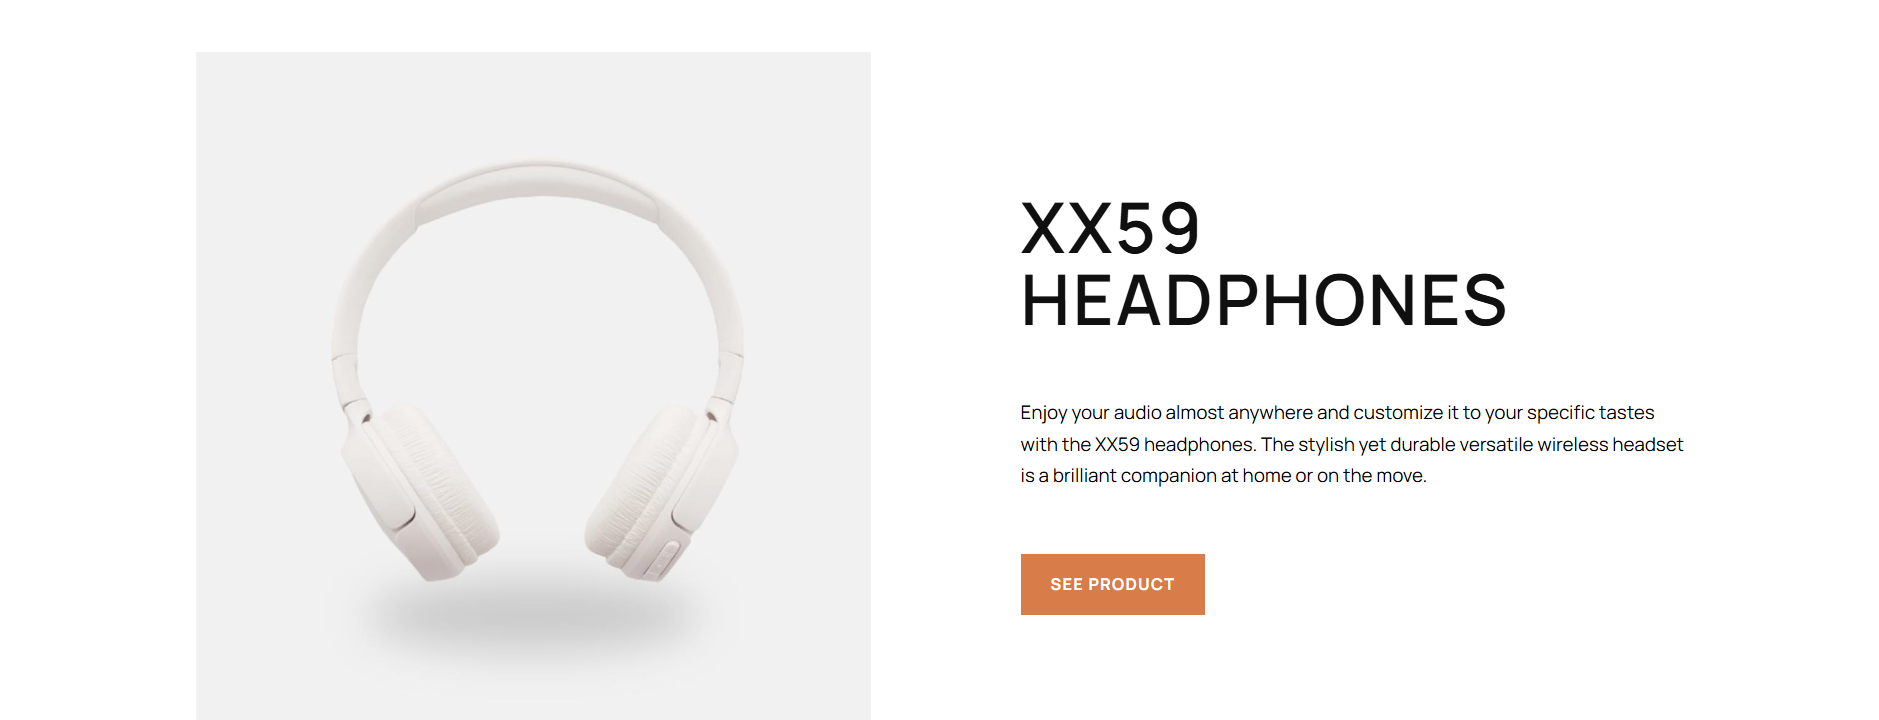 XX59
HEADPHONES
Enjoy your audio almost anywhere and customize it to your specific tastes
with the XX59 headphones. The stylish yet durable versatile wireless headset
is a brilliant companion at home or on the move.
SEE PRODUCT